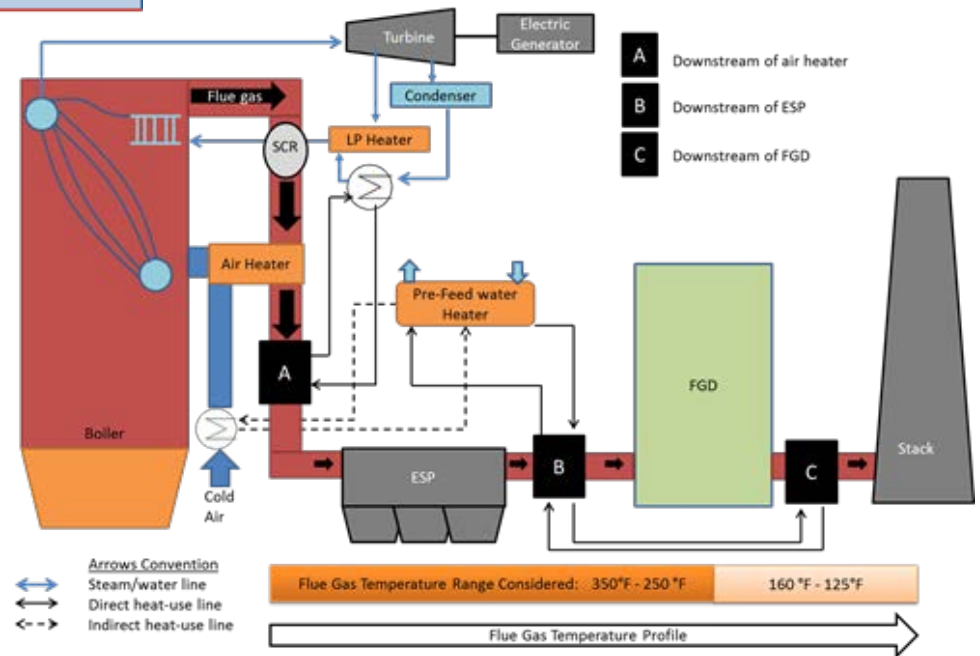 Turbine
Electric
Generator
Condenser
Flue gas
SCR
LP Heater
A
Downstream of air heater
B
Downstream of ESP
C
Downstream of FGD
Air Heater
Pre-Feed water
Heater
A
FGD
Boiler
Stack
ESP
B
C
Cold
Air
Arrows Convention
Steam/water line
Direct heat-use line
Indirect heat-use line
Flue Gas Temperature Range Considered: 350°F - 250 °F
160 °F - 125°F
Flue Gas Temperature Profile